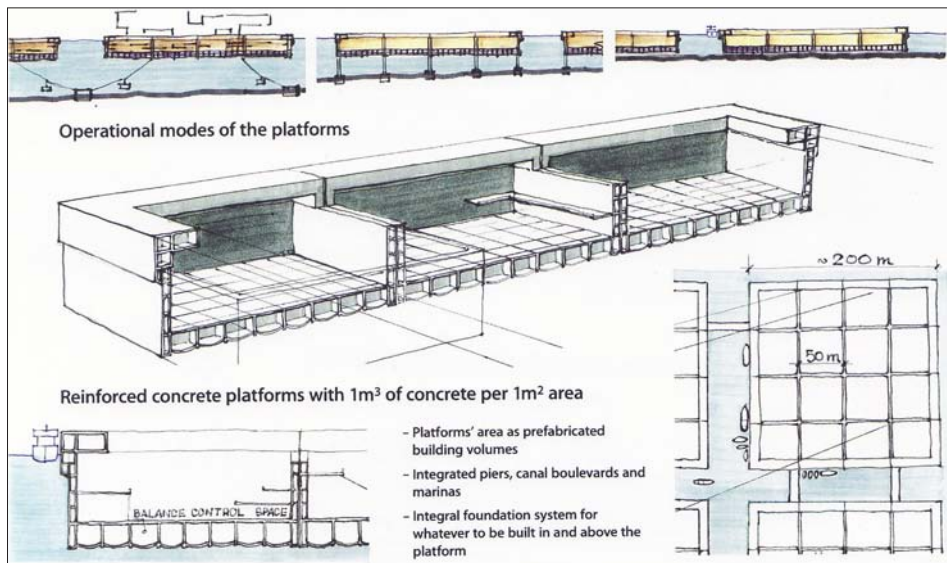 Operational modes of the platforms
~200 m
50 m
Reinforced concrete platforms with 1m³ of concrete per 1m² area
– Platforms' area as prefabricated
building volumes
– Integrated piers, canal boulevards and
marinas
– Integral foundation system for
whatever to be built in and above the
platform
BALANCE CONTROL SPACE